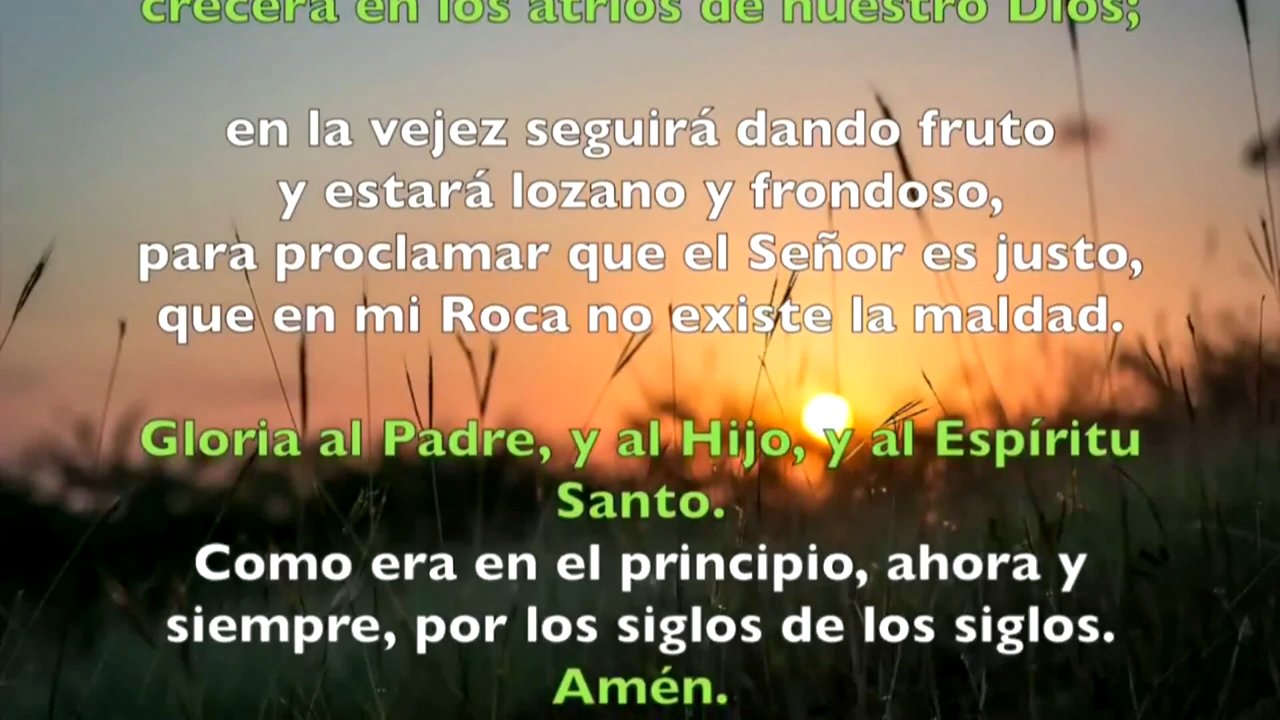 crecerá en los atrios de nuestro Dios;
en la vejez seguirá dando fruto
y estará lozano y frondoso,
para proclamar que el Señor es justo,
que en mi Roca no existe la maldad.
Gloria al Padre, y al Hijo, y al Espíritu
Santo.
Como era en el principio, ahora y
siempre, por los siglos de los siglos.
Amén.